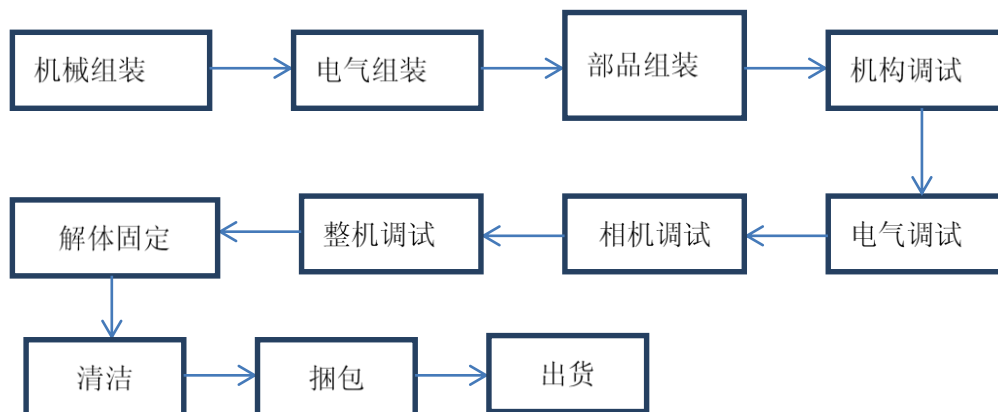 机械组装
电气组装
部品组装
机构调试
电气调试
相机调试
整机调试
解体固定
清洁
捆包
出货